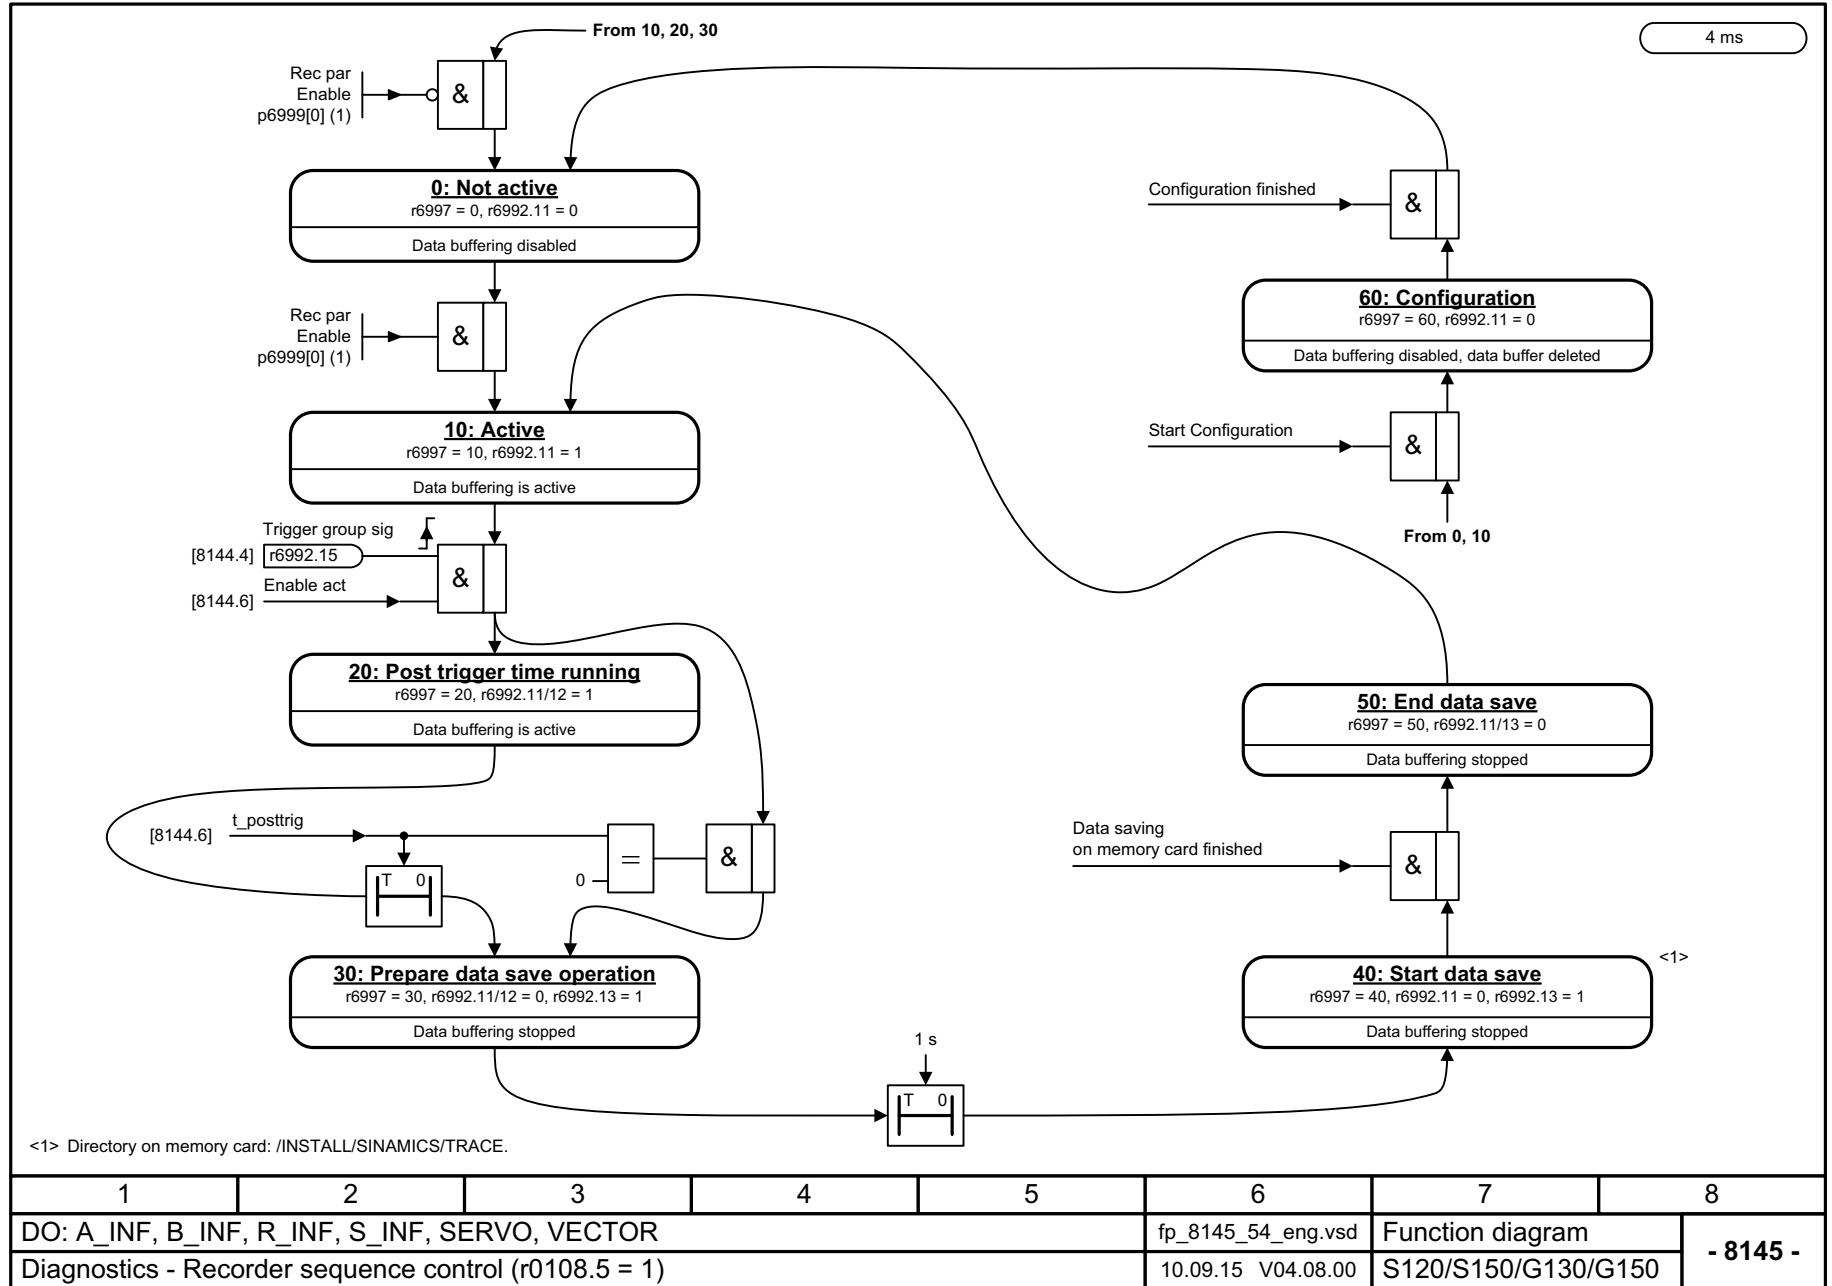 From 10, 20, 30
4 ms
Rec par
Enable
p6999[0] (1)
&
0: Not active
r6997 = 0, r6992.11 = 0
Data buffering disabled
Rec par
Enable
p6999[0] (1)
&
10: Active
r6997 = 10, r6992.11 = 1
Data buffering is active
Trigger group sig
[8144.4] r6992.15
Enable act
[8144.6]
&
20: Post trigger time running
r6997 = 20, r6992.11/12 = 1
Data buffering is active
t_posttrig
[8144.6]
T 0
0
=
&
30: Prepare data save operation
r6997 = 30, r6992.11/12 = 0, r6992.13 = 1
Data buffering stopped
1 s
T 0
Configuration finished
&
60: Configuration
r6997 = 60, r6992.11 = 0
Data buffering disabled, data buffer deleted
Start Configuration
&
From 0, 10
50: End data save
r6997 = 50, r6992.11/13 = 0
Data buffering stopped
Data saving
on memory card finished
&
<1>
40: Start data save
r6997 = 40, r6992.11 = 0, r6992.13 = 1
Data buffering stopped
<1> Directory on memory card: /INSTALL/SINAMICS/TRACE.
1 2 3 4 5 6 7 8
DO: A_INF, B_INF, R_INF, S_INF, SERVO, VECTOR
fp_8145_54_eng.vsd
Function diagram
- 8145 -
Diagnostics - Recorder sequence control (r0108.5 = 1)
10.09.15 V04.08.00
S120/S150/G130/G150